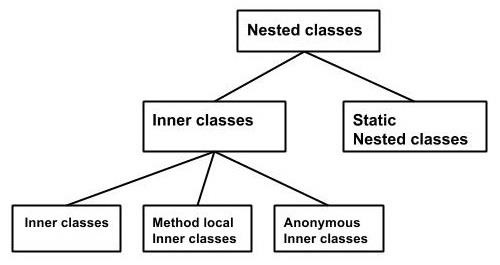 Nested classes
Inner classes
Static
Nested classes
Inner classes
Method local
Inner classes
Anonymous
Inner classes